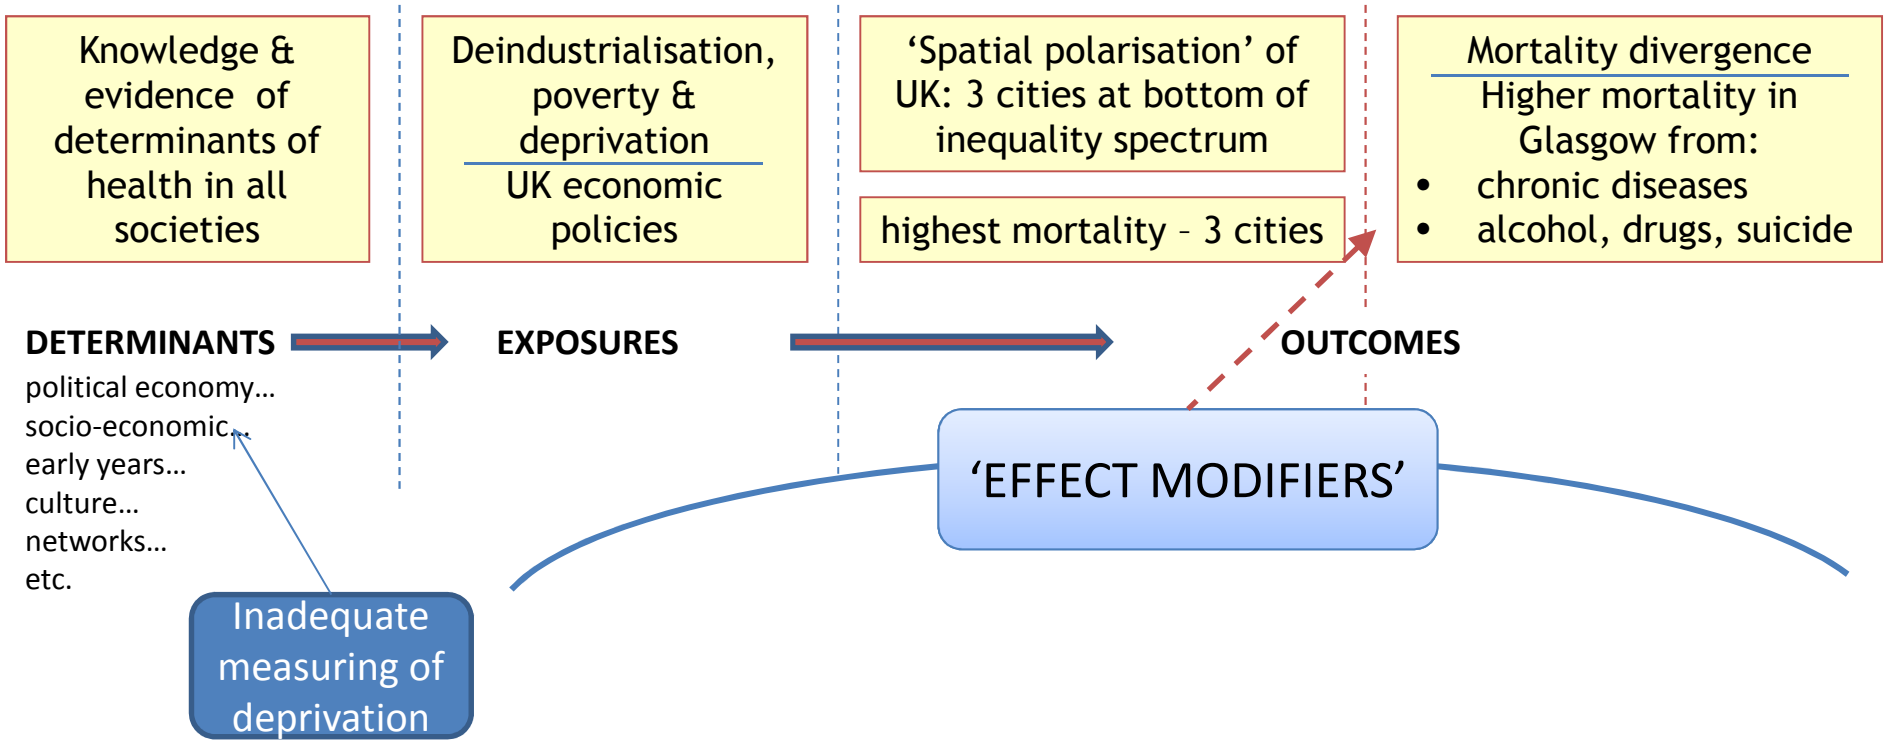 Knowledge &
evidence of
determinants of
health in all
societies
Deindustrialisation,
poverty &
deprivation
UK economic
policies
‘Spatial polarisation’ of
UK: 3 cities at bottom of
inequality spectrum
highest mortality – 3 cities
Mortality divergence
Higher mortality in
Glasgow from:
• chronic diseases
• alcohol, drugs, suicide
DETERMINANTS
EXPOSURES
OUTCOMES
political economy…
socio-economic…
early years…
culture…
networks…
etc.
‘EFFECT MODIFIERS’
Inadequate
measuring of
deprivation